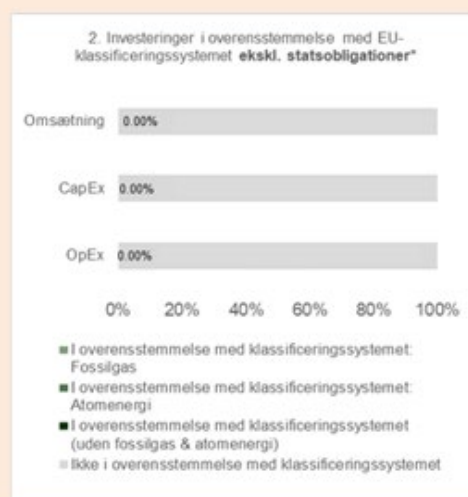 2. Investeringer i overensstemmelse med EU-
klassificeringssystemet ekskl. statsobligationer*
Omsætning 0.00%
CapEx 0.00%
OpEx 0.00%
0% 20% 40% 60% 80% 100%
I overensstemmelse med klassificeringssystemet:
Fossilgas
I overensstemmelse med klassificeringssystemet:
Atomenergi
I overensstemmelse med klassificeringssystemet
(uden fossilgas & atomenergi)
Ikke i overensstemmelse med klassificeringssystemet